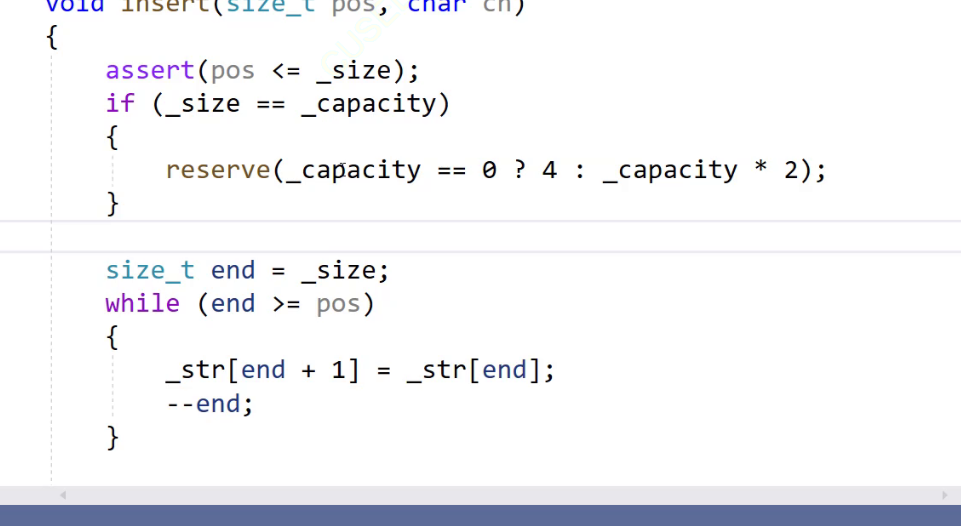 void insert(size_t pos, char ch)
{
assert(pos <= _size);
if (_size == _capacity)
{
reserve(_capacity == 0 ? 4 : _capacity * 2);
}
size_t end = _size;
while (end >= pos)
{
_str[end + 1] = _str[end];
--end;
}